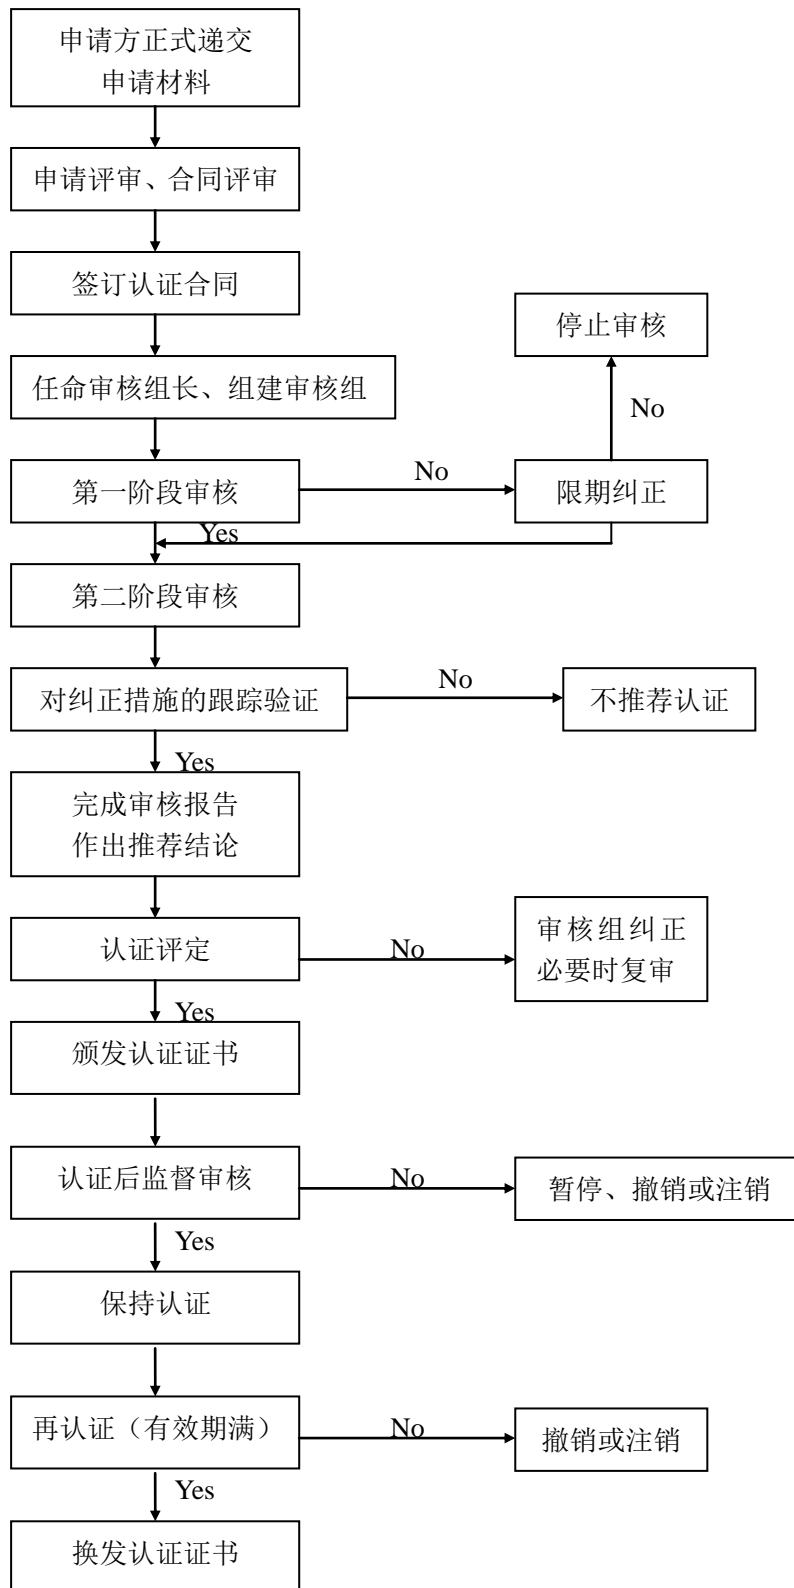 申请方正式递交
申请材料
申请评审、合同评审
签订认证合同
停止审核
任命审核组长、组建审核组
No
第一阶段审核
No
限期纠正
Yes
第二阶段审核
对纠正措施的跟踪验证
No
不推荐认证
Yes
完成审核报告
作出推荐结论
认证评定
No
审核组纠正
必要时复审
Yes
颁发认证证书
认证后监督审核
No
暂停、撤销或注销
Yes
保持认证
再认证（有效期满）
No
撤销或注销
Yes
换发认证证书